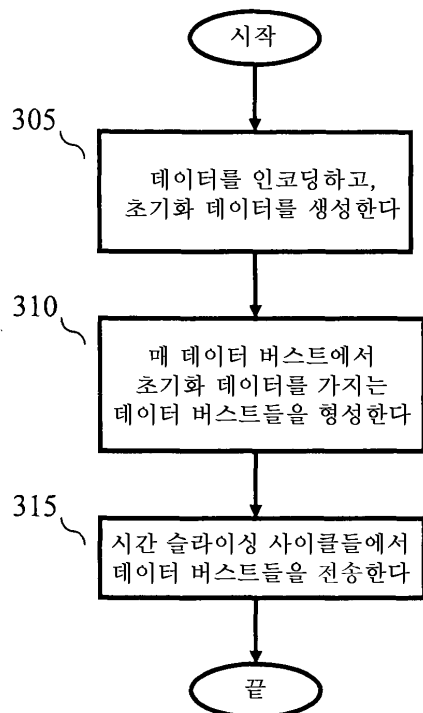 시작
305
데이터를 인코딩하고,
초기화 데이터를 생성한다
310
매 데이터 버스트에서
초기화 데이터를 가지는
데이터 버스트들을 형성한다
315
시간 슬라이싱 사이클들에서
데이터 버스트들을 전송한다
끝